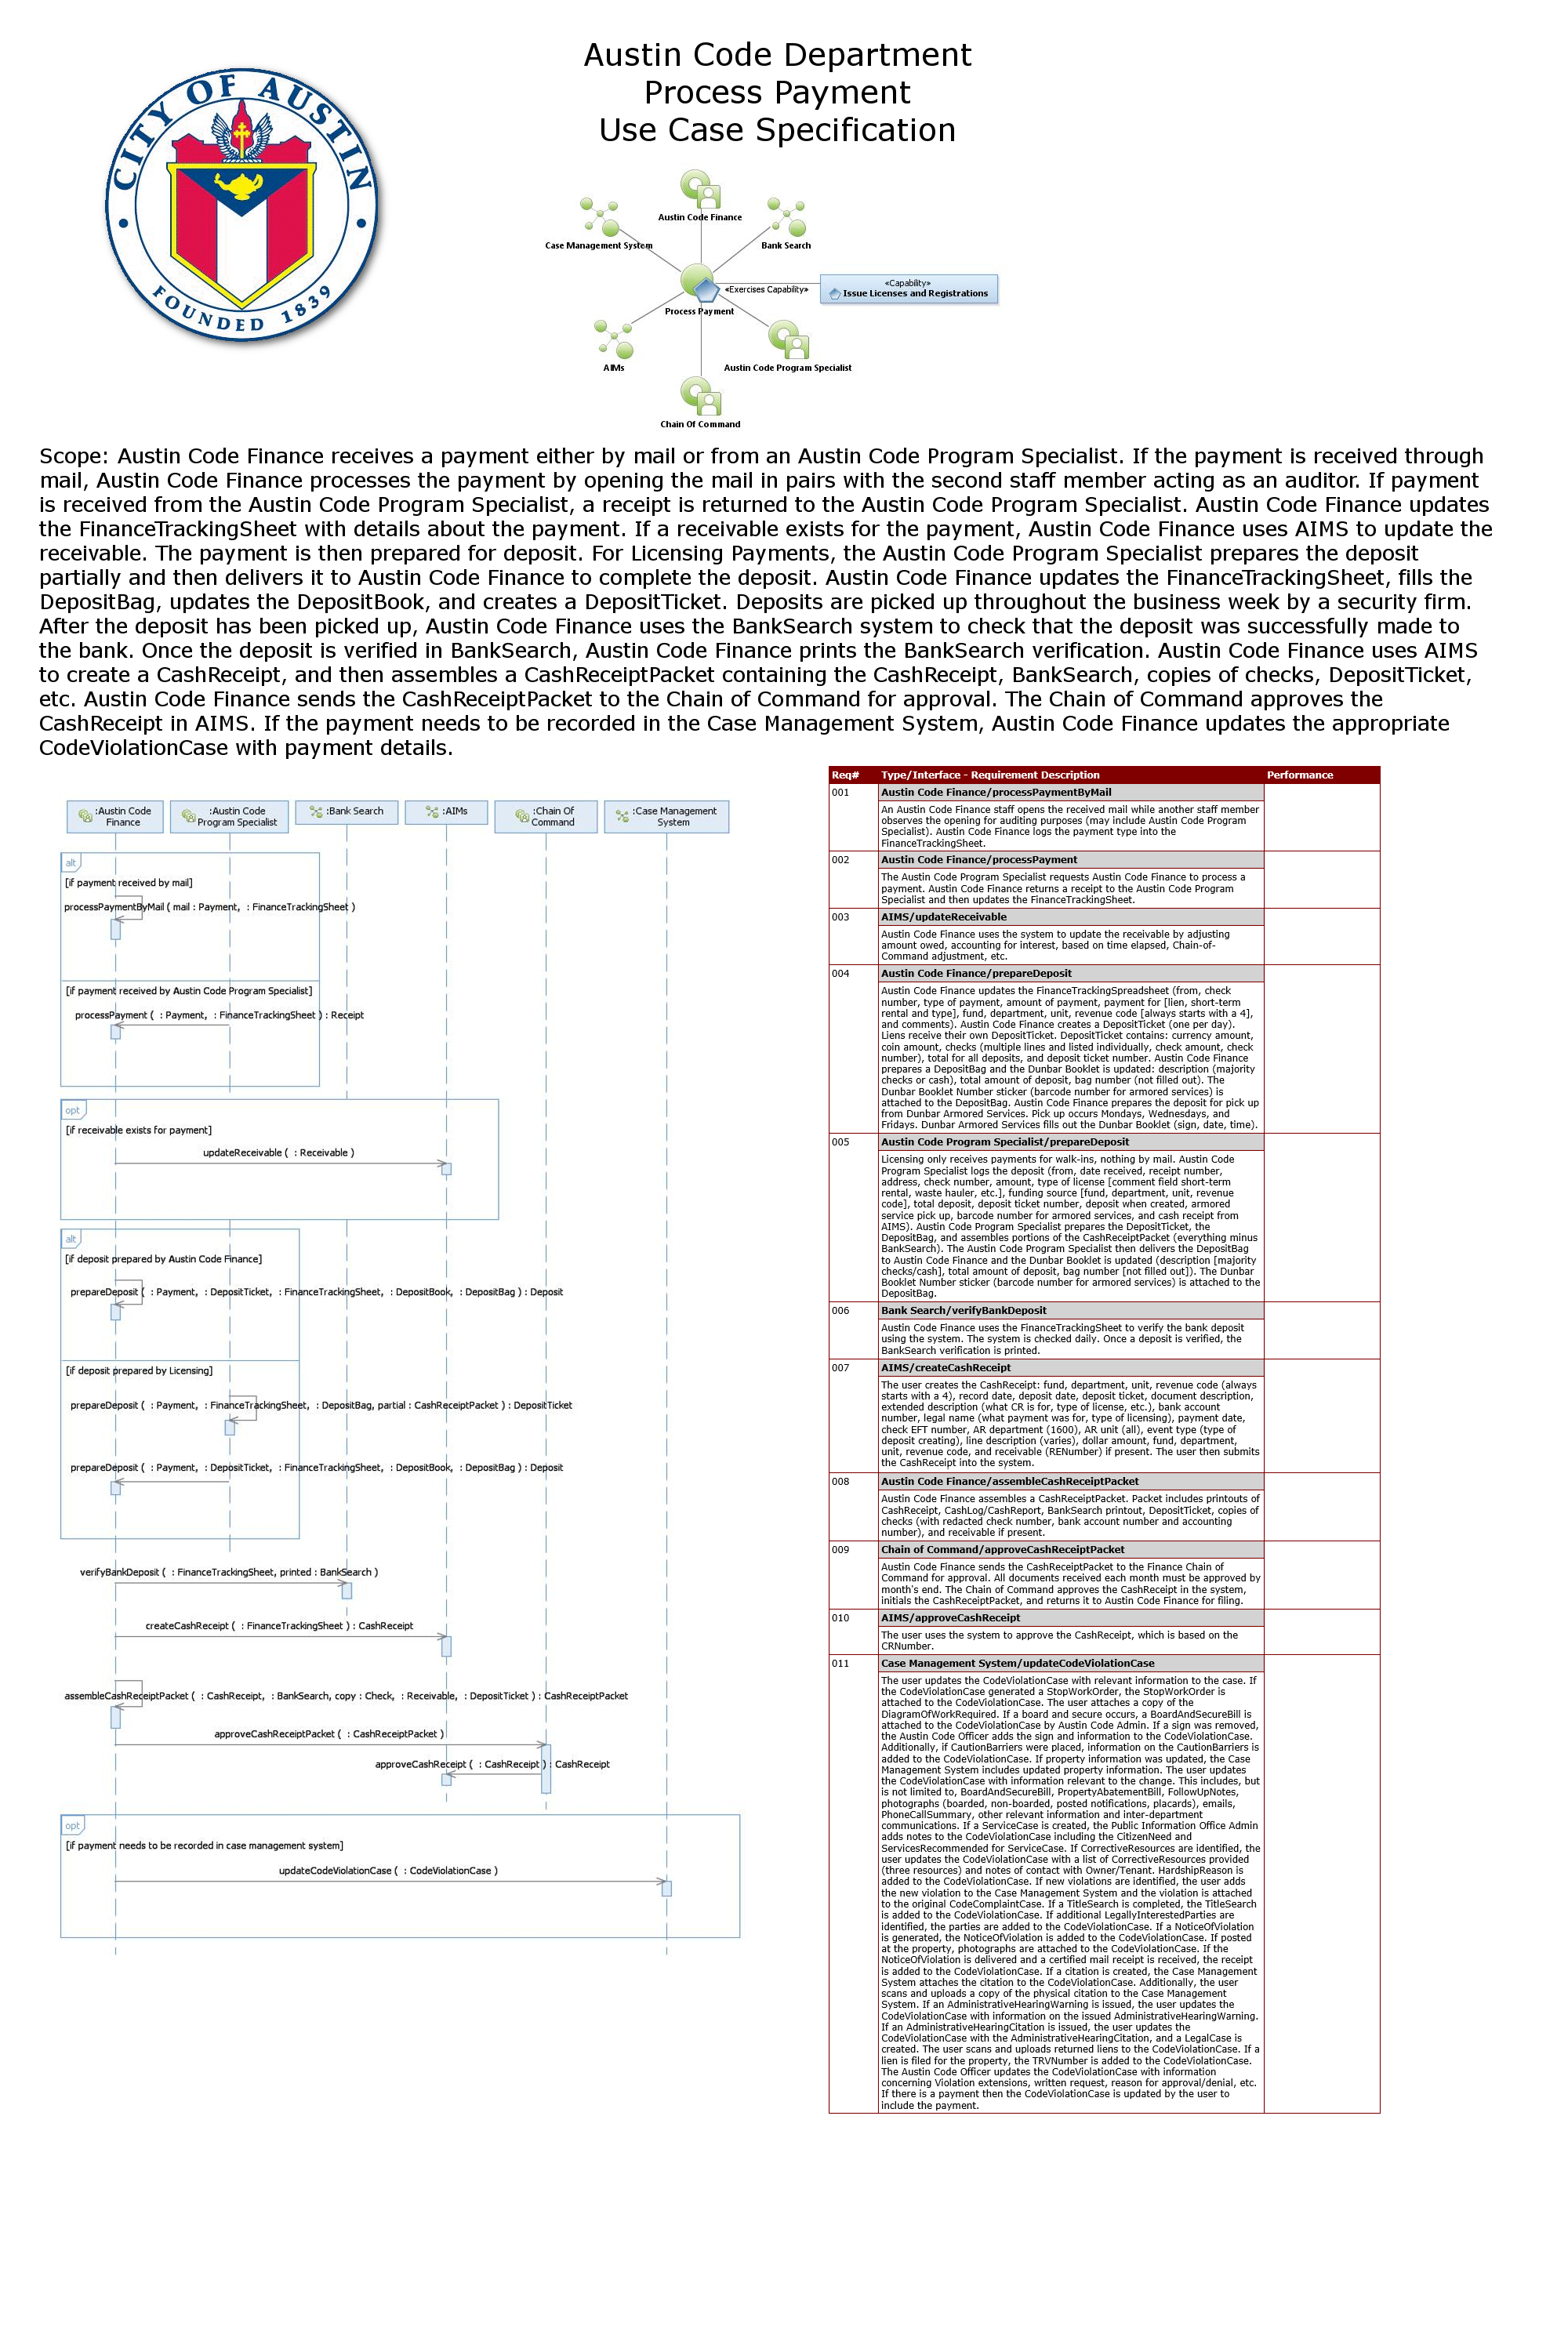 Austin Code Department
Process Payment
Use Case Specification
CITY OF AUSTIN
FOUNDED 1839
Austin Code Finance
Case Management System
Bank Search
«Exercises Capability»
«Capability»
Issue Licenses and Registrations
Process Payment
AIMs
Austin Code Program Specialist
Chain Of Command
Scope: Austin Code Finance receives a payment either by mail or from an Austin Code Program Specialist. If the payment is received through
mail, Austin Code Finance processes the payment by opening the mail in pairs with the second staff member acting as an auditor. If payment
is received from the Austin Code Program Specialist, a receipt is returned to the Austin Code Program Specialist. Austin Code Finance updates
the FinanceTrackingSheet with details about the payment. If a receivable exists for the payment, Austin Code Finance uses AIMS to update the
receivable. The payment is then prepared for deposit. For Licensing Payments, the Austin Code Program Specialist prepares the deposit
partially and then delivers it to Austin Code Finance to complete the deposit. Austin Code Finance updates the FinanceTrackingSheet, fills the
DepositBag, updates the DepositBook, and creates a DepositTicket. Deposits are picked up throughout the business week by a security firm.
After the deposit has been picked up, Austin Code Finance uses the BankSearch system to check that the deposit was successfully made to
the bank. Once the deposit is verified in BankSearch, Austin Code Finance prints the BankSearch verification. Austin Code Finance uses AIMS
to create a CashReceipt, and then assembles a CashReceiptPacket containing the CashReceipt, BankSearch, copies of checks, DepositTicket,
etc. Austin Code Finance sends the CashReceiptPacket to the Chain of Command for approval. The Chain of Command approves the
CashReceipt in AIMS. If the payment needs to be recorded in the Case Management System, Austin Code Finance updates the appropriate
CodeViolationCase with payment details.
:Austin Code
Finance
:Austin Code
Program Specialist
:Bank Search
:AIMs
:Chain Of
Command
:Case Management
System
alt
[if payment received by mail]
processPaymentByMail ( mail : Payment,  : FinanceTrackingSheet )
[if payment received by Austin Code Program Specialist]
processPayment (  : Payment,  : FinanceTrackingSheet ) : Receipt
opt
[if receivable exists for payment]
updateReceivable (  : Receivable )
alt
[if deposit prepared by Austin Code Finance]
prepareDeposit (  : Payment,  : DepositTicket,  : FinanceTrackingSheet,  : DepositBook,  : DepositBag ) : Deposit
[if deposit prepared by Licensing]
prepareDeposit (  : Payment,  : FinanceTrackingSheet,  : DepositBag, partial : CashReceiptPacket ) : DepositTicket
prepareDeposit (  : Payment,  : DepositTicket,  : FinanceTrackingSheet,  : DepositBook,  : DepositBag ) : Deposit
verifyBankDeposit (  : FinanceTrackingSheet, printed : BankSearch )
createCashReceipt (  : FinanceTrackingSheet ) : CashReceipt
assembleCashReceiptPacket (  : CashReceipt,  : BankSearch, copy : Check,  : Receivable,  : DepositTicket ) : CashReceiptPacket
approveCashReceiptPacket (  : CashReceiptPacket )
approveCashReceipt (  : CashReceipt ) : CashReceipt
opt
[if payment needs to be recorded in case management system]
updateCodeViolationCase (  : CodeViolationCase )
Req# Type/Interface - Requirement Description Performance
001 Austin Code Finance/processPaymentByMail
An Austin Code Finance staff opens the received mail while another staff member
observes the opening for auditing purposes (may include Austin Code Program
Specialist). Austin Code Finance logs the payment type into the
FinanceTrackingSheet.
002 Austin Code Finance/processPayment
The Austin Code Program Specialist requests Austin Code Finance to process a
payment. Austin Code Finance returns a receipt to the Austin Code Program
Specialist and then updates the FinanceTrackingSheet.
003 AIMS/updateReceivable
Austin Code Finance uses the system to update the receivable by adjusting
amount owed, accounting for interest, based on time elapsed, Chain-of-
Command adjustment, etc.
004 Austin Code Finance/prepareDeposit
Austin Code Finance updates the FinanceTrackingSpreadsheet (from, check
number, type of payment, amount of payment, payment for [lien, short-term
rental and type], fund, department, unit, revenue code [always starts with a 4],
and comments). Austin Code Finance creates a DepositTicket (one per day).
Liens receive their own DepositTicket. DepositTicket contains: currency amount,
coin amount, checks (multiple lines and listed individually, check amount, check
number), total for all deposits, and deposit ticket number. Austin Code Finance
prepares a DepositBag and the Dunbar Booklet is updated: description (majority
checks or cash), total amount of deposit, bag number (not filled out). The
Dunbar Booklet Number sticker (barcode number for armored services) is
attached to the DepositBag. Austin Code Finance prepares the deposit for pick up
from Dunbar Armored Services. Pick up occurs Mondays, Wednesdays, and
Fridays. Dunbar Armored Services fills out the Dunbar Booklet (sign, date, time).
005 Austin Code Program Specialist/prepareDeposit
Licensing only receives payments for walk-ins, nothing by mail. Austin Code
Program Specialist logs the deposit (from, date received, receipt number,
address, check number, amount, type of license [comment field short-term
rental, waste hauler, etc.], funding source [fund, department, unit, revenue
code], total deposit, deposit ticket number, deposit when created, armored
service pick up, barcode number for armored services, and cash receipt from
AIMS). Austin Code Program Specialist prepares the DepositTicket, the
DepositBag, and assembles portions of the CashReceiptPacket (everything minus
BankSearch). The Austin Code Program Specialist then delivers the DepositBag
to Austin Code Finance and the Dunbar Booklet is updated (description [majority
checks/cash], total amount of deposit, bag number [not filled out]). The Dunbar
Booklet Number sticker (barcode number for armored services) is attached to the
DepositBag.
006 Bank Search/verifyBankDeposit
Austin Code Finance uses the FinanceTrackingSheet to verify the bank deposit
using the system. The system is checked daily. Once a deposit is verified, the
BankSearch verification is printed.
007 AIMS/createCashReceipt
The user creates the CashReceipt: fund, department, unit, revenue code (always
starts with a 4), record date, deposit date, deposit ticket, document description,
extended description (what CR is for, type of license, etc.), bank account
number, legal name (what payment was for, type of licensing), payment date,
check EFT number, AR department (1600), AR unit (all), event type (type of
deposit creating), line description (varies), dollar amount, fund, department,
unit, revenue code, and receivable (RENumber) if present. The user then submits
the CashReceipt into the system.
008 Austin Code Finance/assembleCashReceiptPacket
Austin Code Finance assembles a CashReceiptPacket. Packet includes printouts of
CashReceipt, CashLog/CashReport, BankSearch printout, DepositTicket, copies of
checks (with redacted check number, bank account number and accounting
number), and receivable if present.
009 Chain of Command/approveCashReceiptPacket
Austin Code Finance sends the CashReceiptPacket to the Finance Chain of
Command for approval. All documents received each month must be approved by
month's end. The Chain of Command approves the CashReceipt in the system,
initials the CashReceiptPacket, and returns it to Austin Code Finance for filing.
010 AIMS/approveCashReceipt
The user uses the system to approve the CashReceipt, which is based on the
CRNumber.
011 Case Management System/updateCodeViolationCase
The user updates the CodeViolationCase with relevant information to the case. If
the CodeViolationCase generated a StopWorkOrder, the StopWorkOrder is
attached to the CodeViolationCase. The user attaches a copy of the
DiagramOfWorkRequired. If a board and secure occurs, a BoardAndSecureBill is
attached to the CodeViolationCase by Austin Code Admin. If a sign was removed,
the Austin Code Officer adds the sign and information to the CodeViolationCase.
Additionally, if CautionBarriers were placed, information on the CautionBarriers is
added to the CodeViolationCase. If property information was updated, the Case
Management System includes updated property information. The user updates
the CodeViolationCase with information relevant to the change. This includes, but
is not limited to, BoardAndSecureBill, PropertyAbatementBill, FollowUpNotes,
photographs (boarded, non-boarded, posted notifications, placards), emails,
PhoneCallSummary, other relevant information and inter-department
communications. If a ServiceCase is created, the Public Information Office Admin
adds notes to the CodeViolationCase including the CitizenNeed and
ServicesRecommended for ServiceCase. If CorrectiveResources are identified, the
user updates the CodeViolationCase with a list of CorrectiveResources provided
(three resources) and notes of contact with Owner/Tenant. HardshipReason is
added to the CodeViolationCase. If new violations are identified, the user adds
the new violation to the Case Management System and the violation is attached
to the original CodeComplaintCase. If a TitleSearch is completed, the TitleSearch
is added to the CodeViolationCase. If additional LegallyInterestedParties are
identified, the parties are added to the CodeViolationCase. If a NoticeOfViolation
is generated, the NoticeOfViolation is added to the CodeViolationCase. If posted
at the property, photographs are attached to the CodeViolationCase. If the
NoticeOfViolation is delivered and a certified mail receipt is received, the receipt
is added to the CodeViolationCase. If a citation is created, the Case Management
System attaches the citation to the CodeViolationCase. Additionally, the user
scans and uploads a copy of the physical citation to the Case Management
System. If an AdministrativeHearingWarning is issued, the user updates the
CodeViolationCase with information on the issued AdministrativeHearingWarning.
If an AdministrativeHearingCitation is issued, the user updates the
CodeViolationCase with the AdministrativeHearingCitation, and a LegalCase is
created. The user scans and uploads returned liens to the CodeViolationCase. If a
lien is filed for the property, the TRVNumber is added to the CodeViolationCase.
The Austin Code Officer updates the CodeViolationCase with information
concerning Violation extensions, written request, reason for approval/denial, etc.
If there is a payment then the CodeViolationCase is updated by the user to
include the payment.